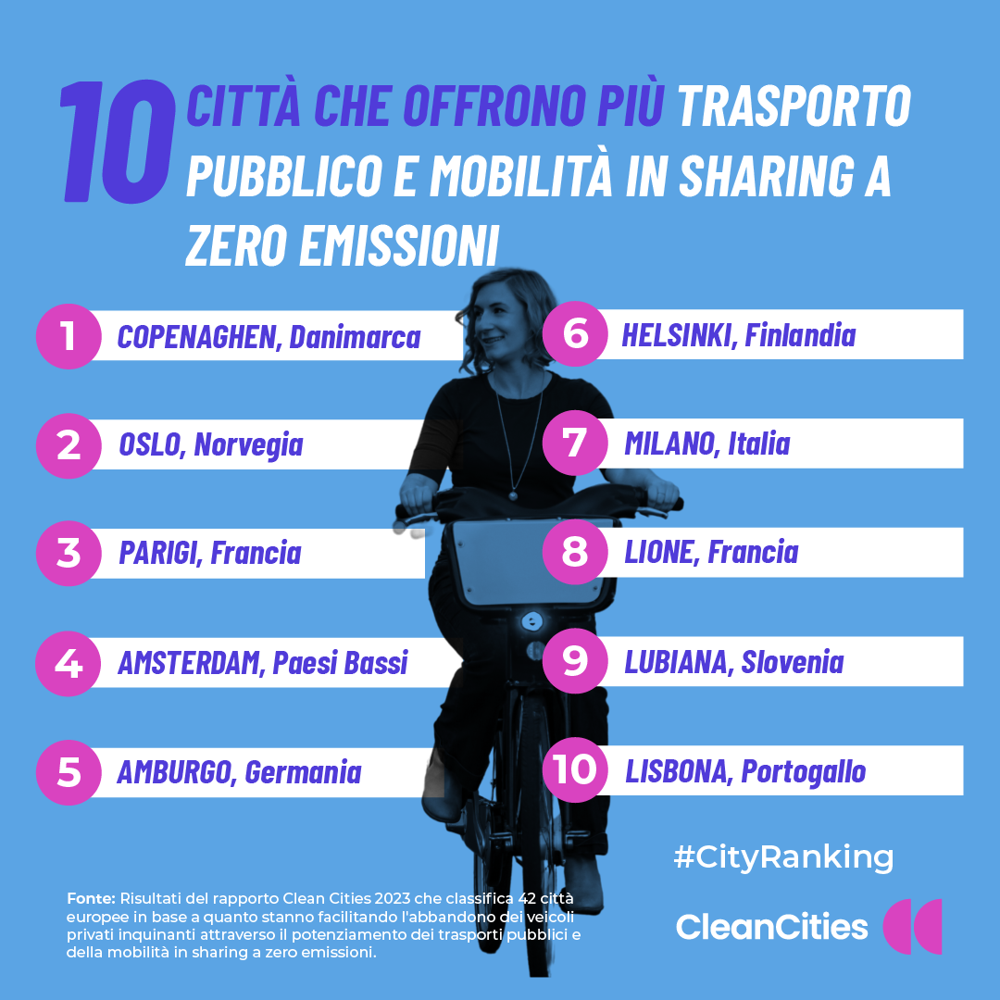 10 CITTÀ CHE OFFRONO PIÙ TRASPORTO
PUBBLICO E MOBILITÀ IN SHARING A
ZERO EMISSIONI
1 COPENAGHEN, Danimarca
2 OSLO, Norvegia
3 PARIGI, Francia
4 AMSTERDAM, Paesi Bassi
5 AMBURGO, Germania
6 HELSINKI, Finlandia
7 MILANO, Italia
8 LIONE, Francia
9 LUBIANA, Slovenia
10 LISBONA, Portogallo
#CityRanking
Fonte: Risultati del rapporto Clean Cities 2023 che classifica 42 città
europee in base a quanto stanno facilitando l'abbandono dei veicoli
privati inquinanti attraverso il potenziamento dei trasporti pubblici e
della mobilità in sharing a zero emissioni.
CleanCities